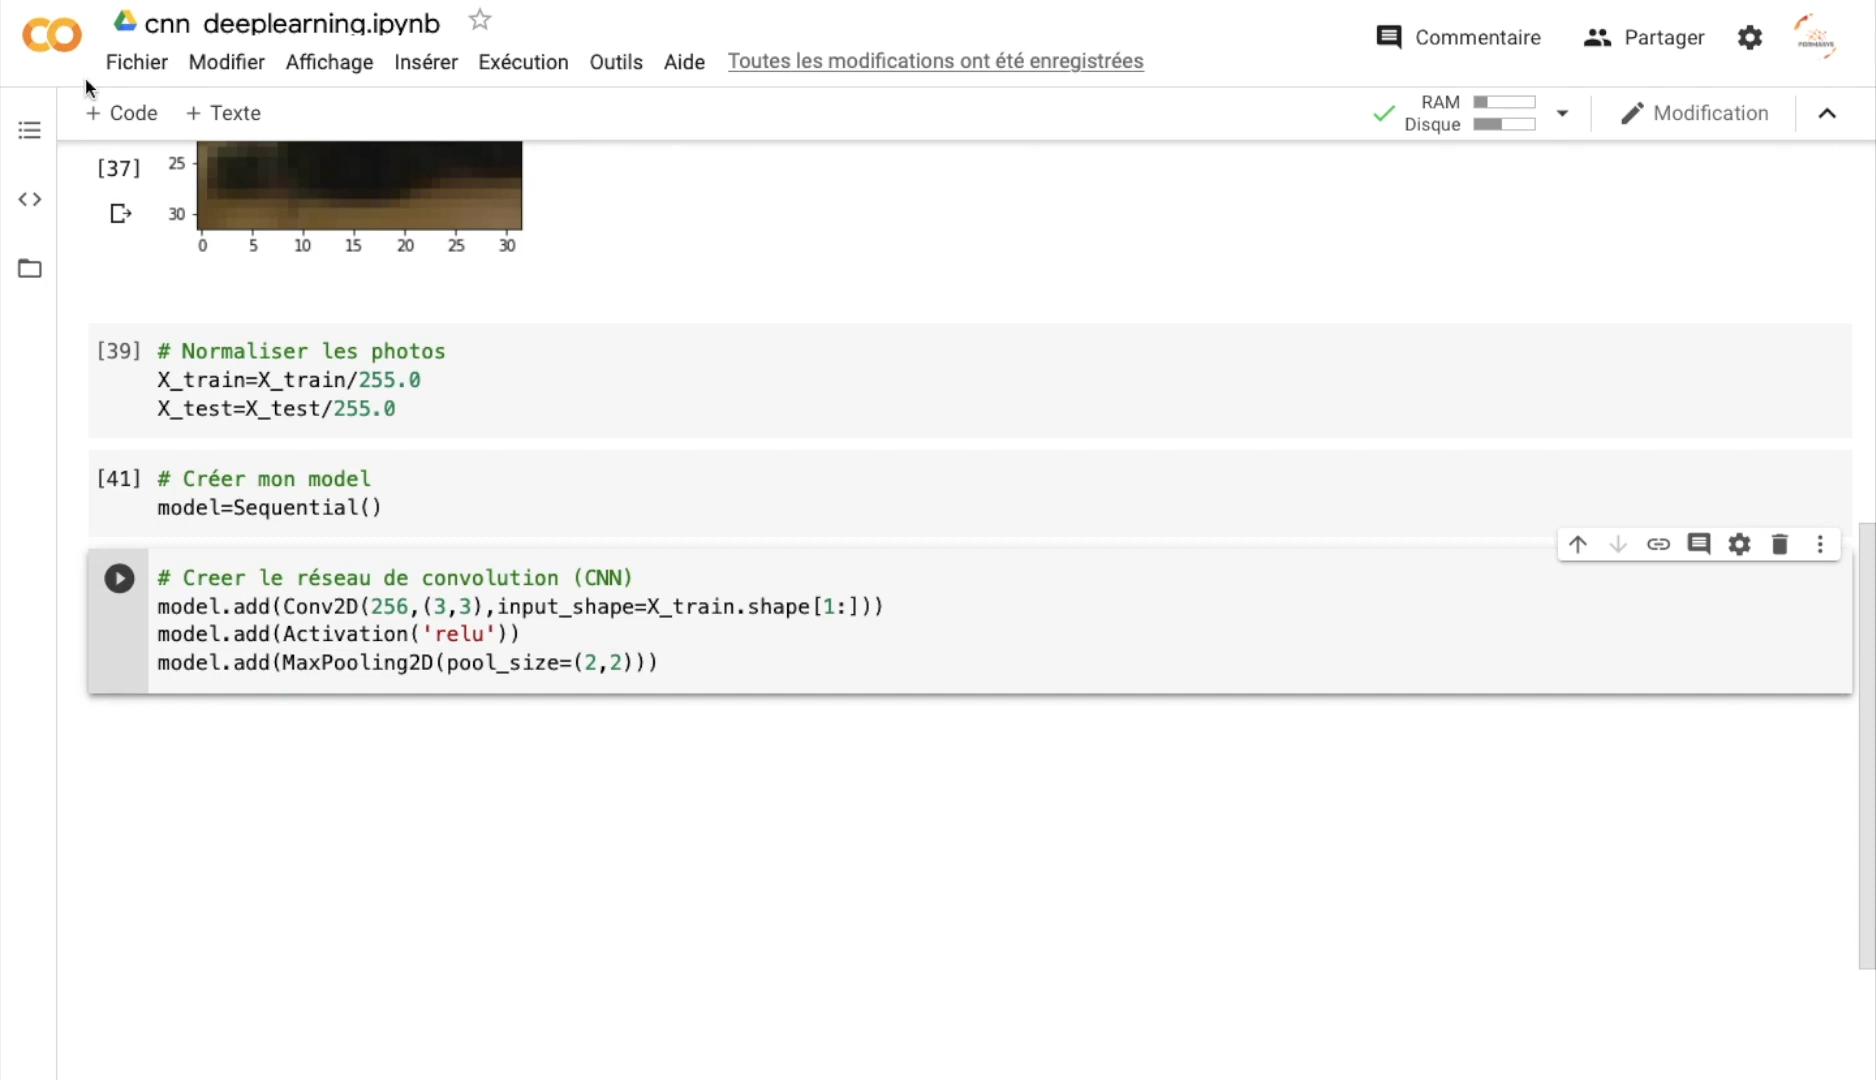 cnn_deeplearning.ipynb
Commentaire
Partager
Fichier Modifier Affichage Insérer Exécution Outils Aide Toutes les modifications ont été enregistrées
+ Code + Texte
RAM
Disque
Modification
[37]
25
30
0 5 10 15 20 25 30
[39] # Normaliser les photos
X_train=X_train/255.0
X_test=X_test/255.0
[41] # Créer mon model
model=Sequential()
# Creer le réseau de convolution (CNN)
model.add(Conv2D(256,(3,3),input_shape=X_train.shape[1:]))
model.add(Activation('relu'))
model.add(MaxPooling2D(pool_size=(2,2)))